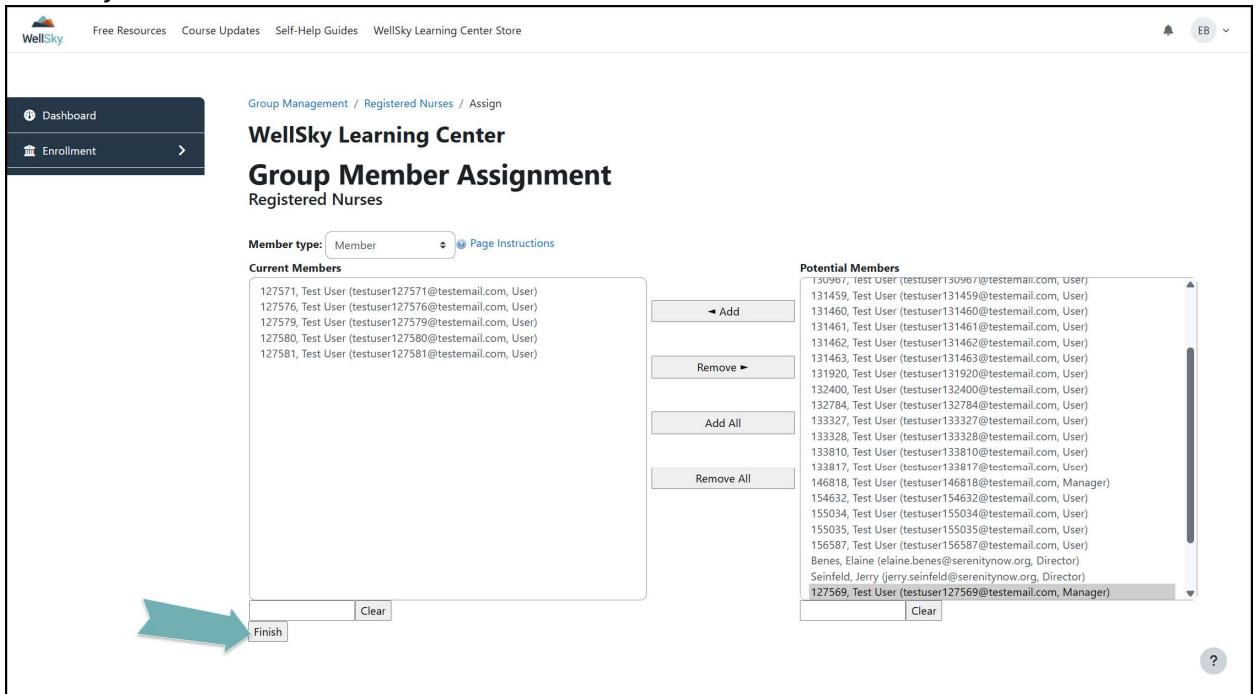 WellSky
Free Resources Course Updates Self-Help Guides WellSky Learning Center Store
EB
Dashboard
Enrollment
Group Management / Registered Nurses / Assign
WellSky Learning Center
Group Member Assignment
Registered Nurses
Member type: Member Page Instructions
Current Members
127571, Test User (testuser127571@testemail.com, User)
127576, Test User (testuser127576@testemail.com, User)
127579, Test User (testuser127579@testemail.com, User)
127580, Test User (testuser127580@testemail.com, User)
127581, Test User (testuser127581@testemail.com, User)
Clear
Finish
◄ Add
Remove ►
Add All
Remove All
Potential Members
130967, Test User (testuser130967@testemail.com, User)
131459, Test User (testuser131459@testemail.com, User)
131460, Test User (testuser131460@testemail.com, User)
131461, Test User (testuser131461@testemail.com, User)
131462, Test User (testuser131462@testemail.com, User)
131463, Test User (testuser131463@testemail.com, User)
131920, Test User (testuser131920@testemail.com, User)
132400, Test User (testuser132400@testemail.com, User)
132784, Test User (testuser132784@testemail.com, User)
133327, Test User (testuser133327@testemail.com, User)
133328, Test User (testuser133328@testemail.com, User)
133810, Test User (testuser133810@testemail.com, User)
133817, Test User (testuser133817@testemail.com, User)
146818, Test User (testuser146818@testemail.com, Manager)
154632, Test User (testuser154632@testemail.com, User)
155034, Test User (testuser155034@testemail.com, User)
155035, Test User (testuser155035@testemail.com, User)
156587, Test User (testuser156587@testemail.com, User)
Benes, Elaine (elaine.benes@serenitynow.org, Director)
Seinfeld, Jerry (jerry.seinfeld@serenitynow.org, Director)
127569, Test User (testuser127569@testemail.com, Manager)
Clear
?